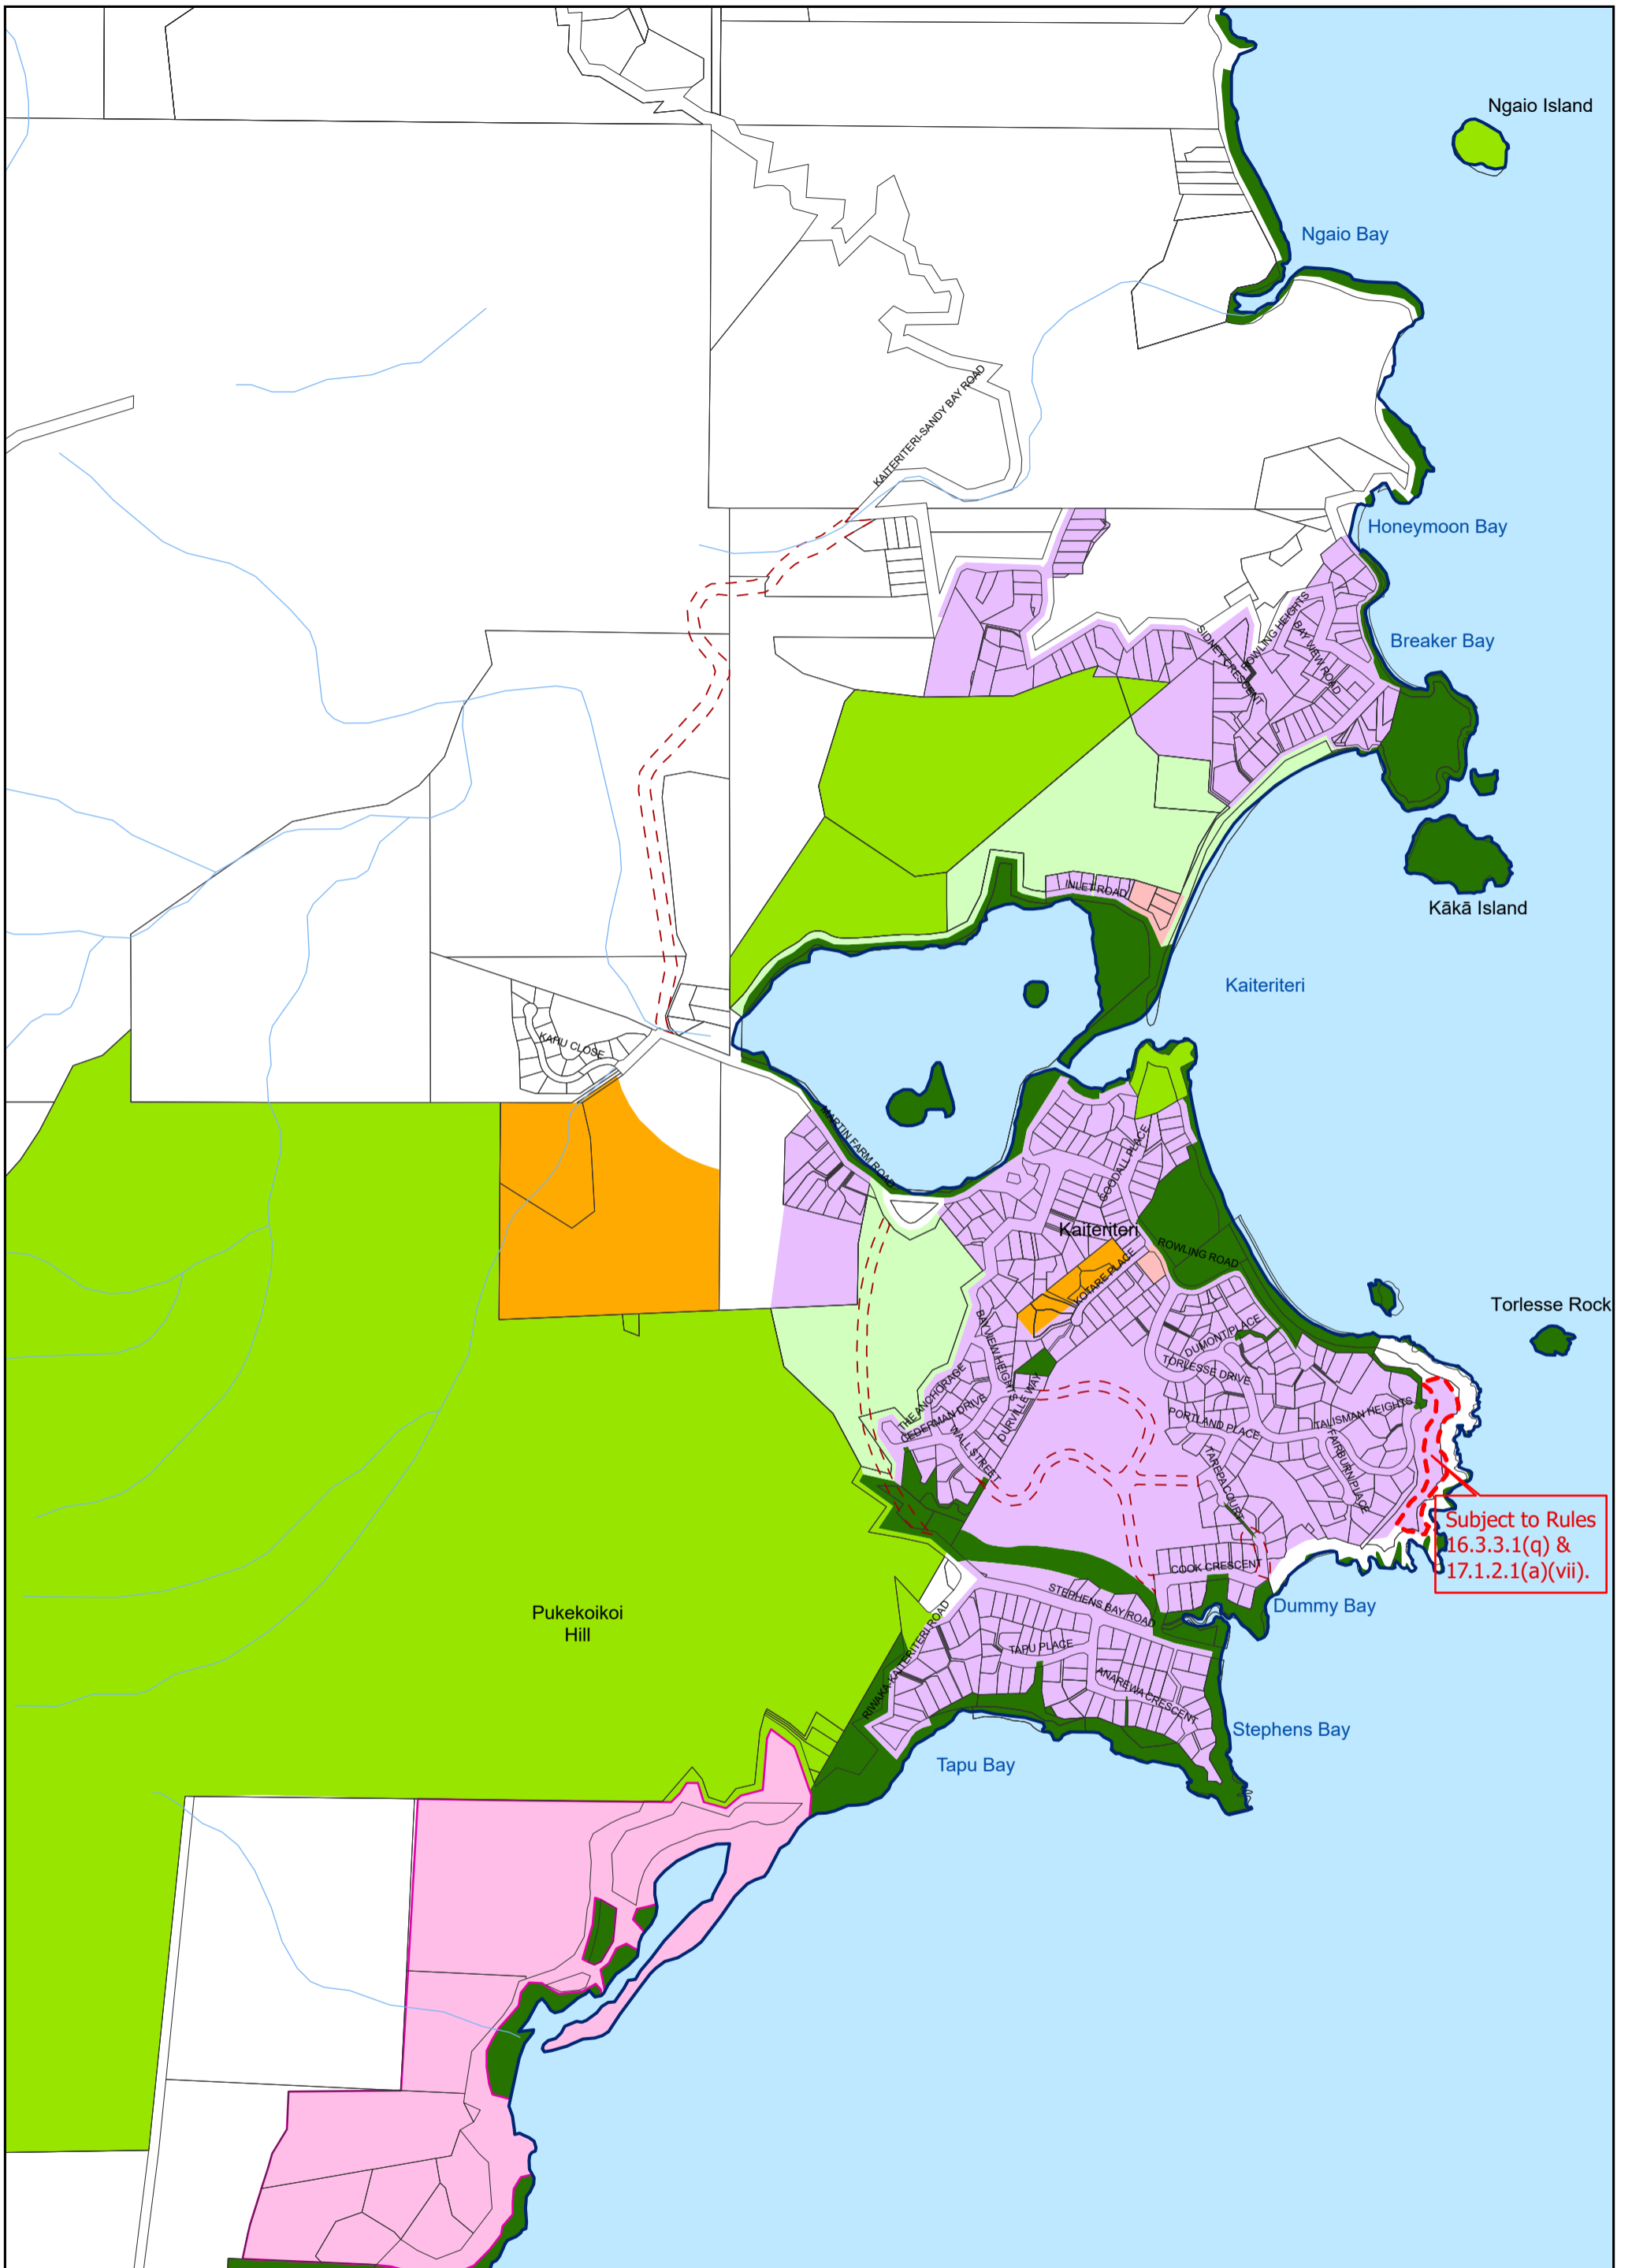 Ngaio Island
Ngaio Bay
KAITERITERI-SANDY BAY ROAD
Honeymoon Bay
ROWLING HEIGHTS
SIDNEY CRESCENT
BAY VIEW ROAD
Breaker Bay
INLET ROAD
Kākā Island
Kaiteriteri
KAHU CLOSE
MARTIN FARM ROAD
GOODALL PLACE
Kaiteriteri
ROWLING ROAD
KOTARE PLACE
Torlesse Rock
BAYVIEW HEIGHTS
DUMONT PLACE
TORLESSE DRIVE
THE ANCHORAGE
CEDERMAN DRIVE
DURVILLE WAY
WALL STREET
PORTLAND PLACE
TALISMAN HEIGHTS
FAIRBURN PLACE
TAREPA COURT
Subject to Rules
16.3.3.1(q) &
17.1.2.1(a)(vii).
COOK CRESCENT
STEPHENS BAY ROAD
Dummy Bay
Pukekoikoi
Hill
RIWAKA-KAITERITERI ROAD
TAPU PLACE
ANAREWA CRESCENT
Stephens Bay
Tapu Bay